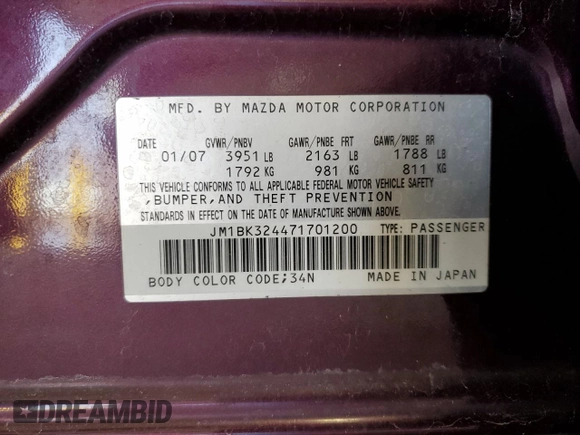 MFD. BY MAZDA MOTOR CORPORATION
DATE GVWR/PNBV GAWR/PNBE FRT GAWR/PNBE RR
01/07 3951 LB 2163 LB 1788 LB
1792 KG 981 KG 811 KG
THIS VEHICLE CONFORMS TO ALL APPLICABLE FEDERAL MOTOR VEHICLE SAFETY
,BUMPER,AND THEFT PREVENTION
STANDARDS IN EFFECT ON THE DATE OF MANUFACTURE SHOWN ABOVE.
JM1BK324471701200 TYPE: PASSENGER
BODY COLOR CODE;34N MADE IN JAPAN
DREAMBID